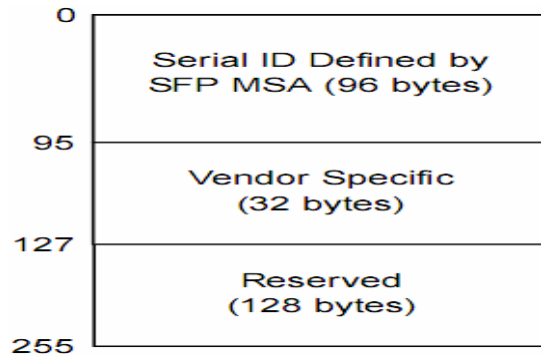 0
Serial ID Defined by
SFP MSA (96 bytes)
95
Vendor Specific
(32 bytes)
127
Reserved
(128 bytes)
255